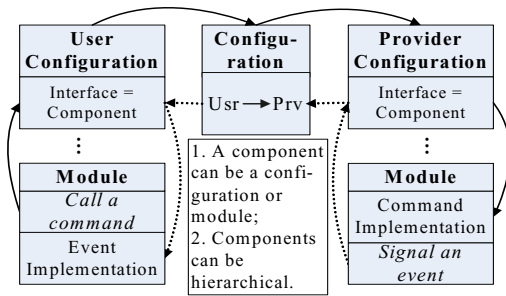 User
Configuration
Interface =
Component
⋮
Module
Call a
command
Event
Implementation
Configu-
ration
Usr → Prv
1. A component
can be a confi-
guration or
module;
2. Components
can be
hierarchical.
Provider
Configuration
Interface =
Component
⋮
Module
Command
Implementation
Signal an
event